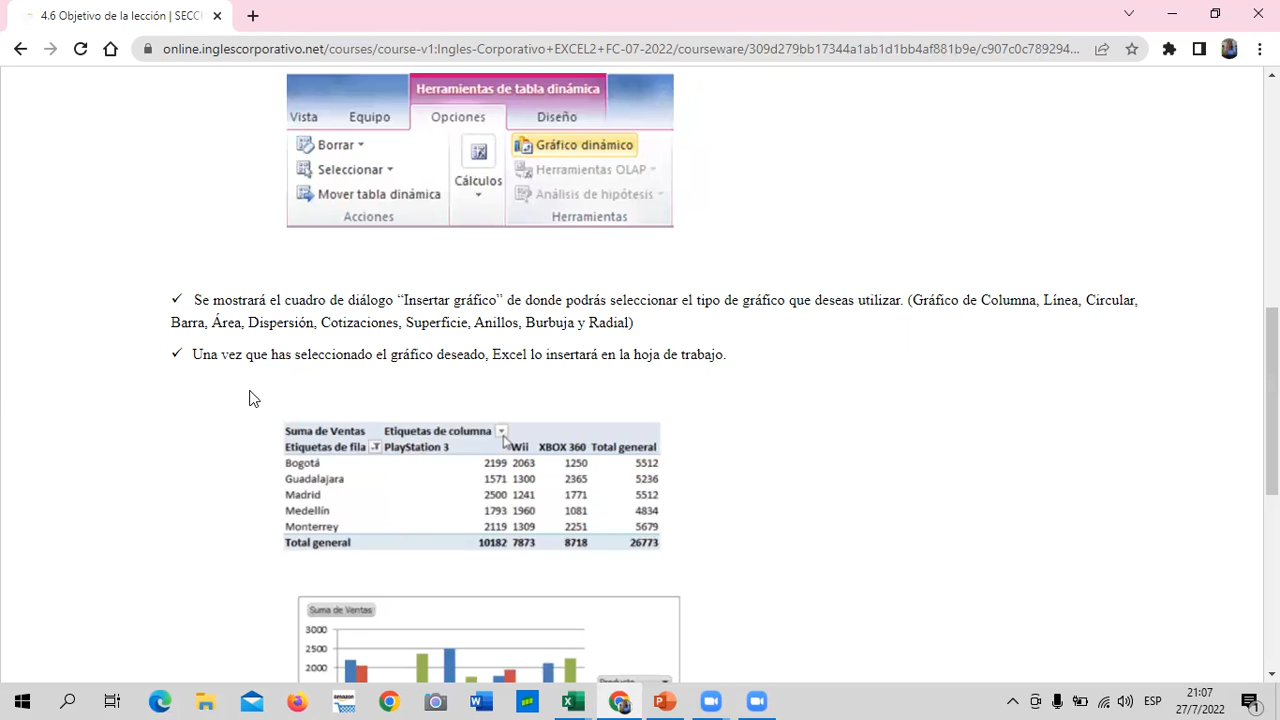 4.6 Objetivo de la lección | SECC
online.inglescorporativo.net/courses/course-v1:Ingles-Corporativo+EXCEL2+FC-07-2022/courseware/309d279bb17344a1ab1d1bb4af881b9e/c907c0c789294...
Herramientas de tabla dinámica
Vista Equipo Opciones Diseño
Borrar
Seleccionar
Mover tabla dinámica
Acciones
Cálculos
Gráfico dinámico
Herramientas OLAP
Análisis de hipótesis
Herramientas
✓ Se mostrará el cuadro de diálogo “Insertar gráfico” de donde podrás seleccionar el tipo de gráfico que deseas utilizar. (Gráfico de Columna, Línea, Circular,
Barra, Área, Dispersión, Cotizaciones, Superficie, Anillos, Burbuja y Radial)
✓ Una vez que has seleccionado el gráfico deseado, Excel lo insertará en la hoja de trabajo.
Suma de Ventas Etiquetas de columna
Etiquetas de fila PlayStation 3 Wii XBOX 360 Total general
Bogotá 2199 2063 1250 5512
Guadalajara 1571 1300 2365 5236
Madrid 2500 1241 1771 5512
Medellín 1793 1960 1081 4834
Monterrey 2119 1309 2251 5679
Total general 10182 7873 8718 26773
Suma de Ventas
3000
2500
2000
Producto
amazon
ESP
21:07
27/7/2022